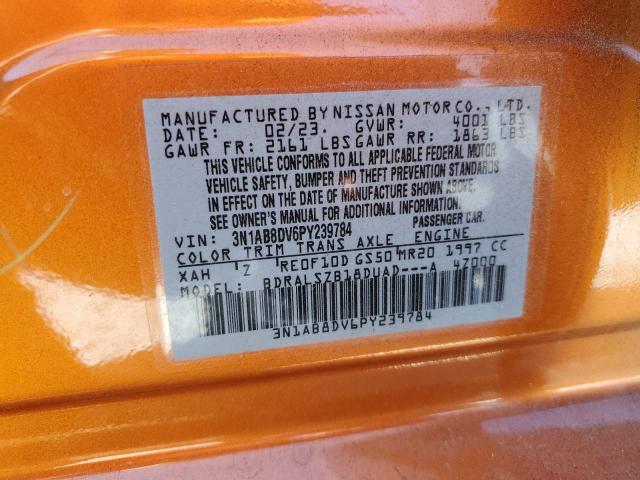 MANUFACTURED BY NISSAN MOTOR CO., LTD.
DATE: 02/23. GVWR: 4001 LBS
GAWR FR: 2161 LBS GAWR RR: 1863 LBS
THIS VEHICLE CONFORMS TO ALL APPLICABLE FEDERAL MOTOR
VEHICLE SAFETY, BUMPER AND THEFT PREVENTION STANDARDS
IN EFFECT ON THE DATE OF MANUFACTURE SHOWN ABOVE.
SEE OWNER'S MANUAL FOR ADDITIONAL INFORMATION.
VIN: 3N1AB8DV6PY239784 PASSENGER CAR.
COLOR TRIM TRANS AXLE ENGINE
XAH Z RE0F10D GS50 MR20 1997 CC
BDRALSZB18DUAD---A 4Z000
3N1AB8DV6PY239784